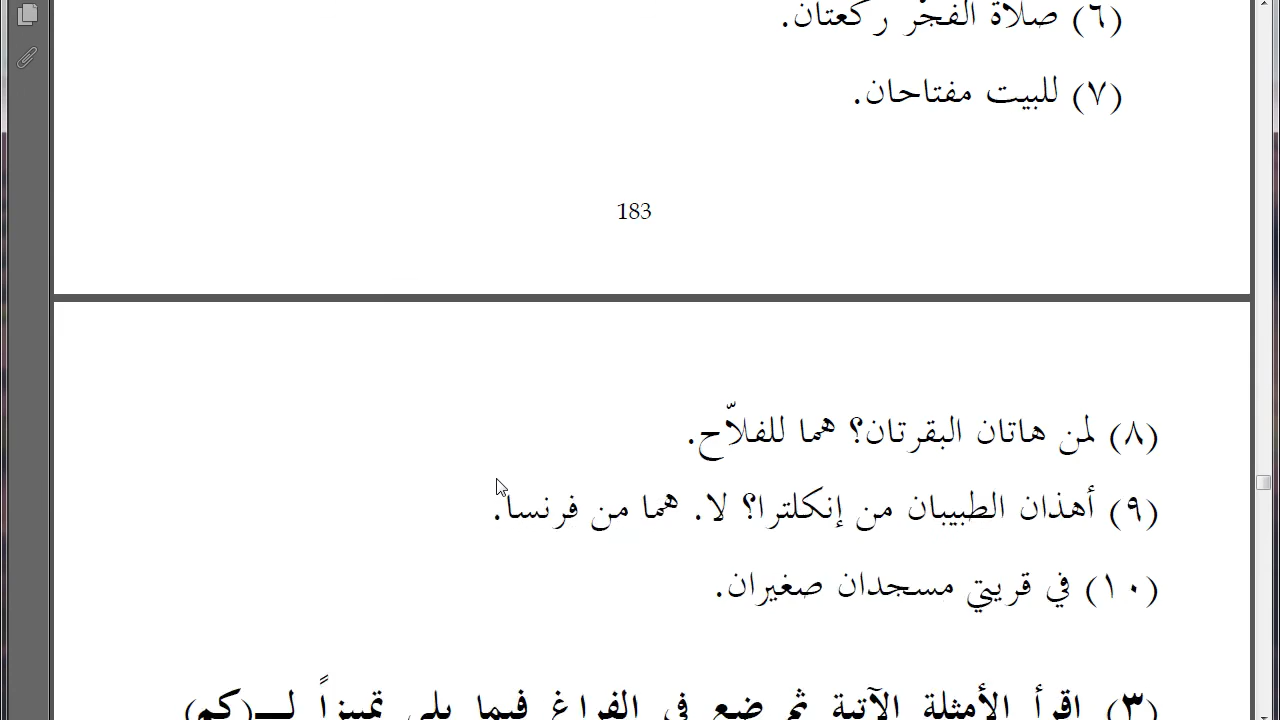 (٦) صلاة الفجْر ركعتان.
(٧) للبيت مفتاحان.
183
(٨) لمن هاتان البقرتان؟ هما للفلاّح.
(٩) أهذان الطبيبان من إنكلترا؟ لا. هما من فرنسا.
(١٠) في قريتي مسجدان صغيران.
(٣) اقرأ الأمثلة الآتية ثم ضع في الفراغ فيما يلي تمييزاً لــ(كم)